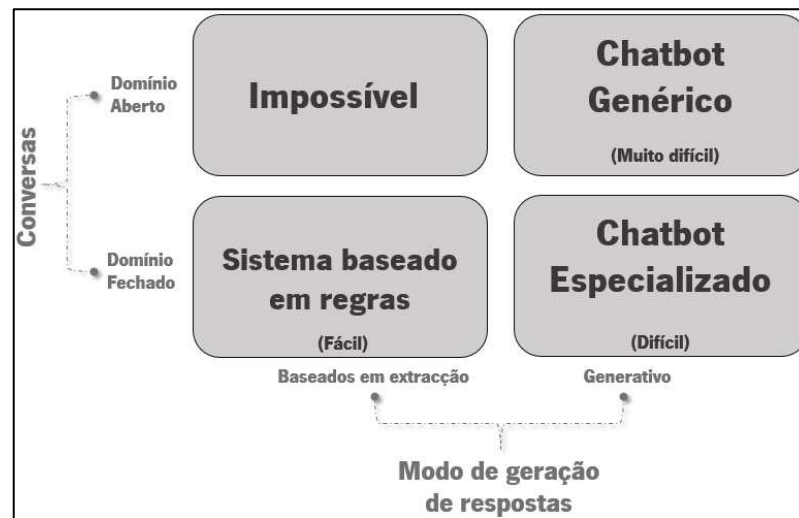 Conversas
Domínio
Aberto
Impossível
Chatbot
Genérico
(Muito difícil)
Domínio
Fechado
Sistema baseado
em regras
(Fácil)
Chatbot
Especializado
(Difícil)
Baseados em extracção
Generativo
Modo de geração
de respostas